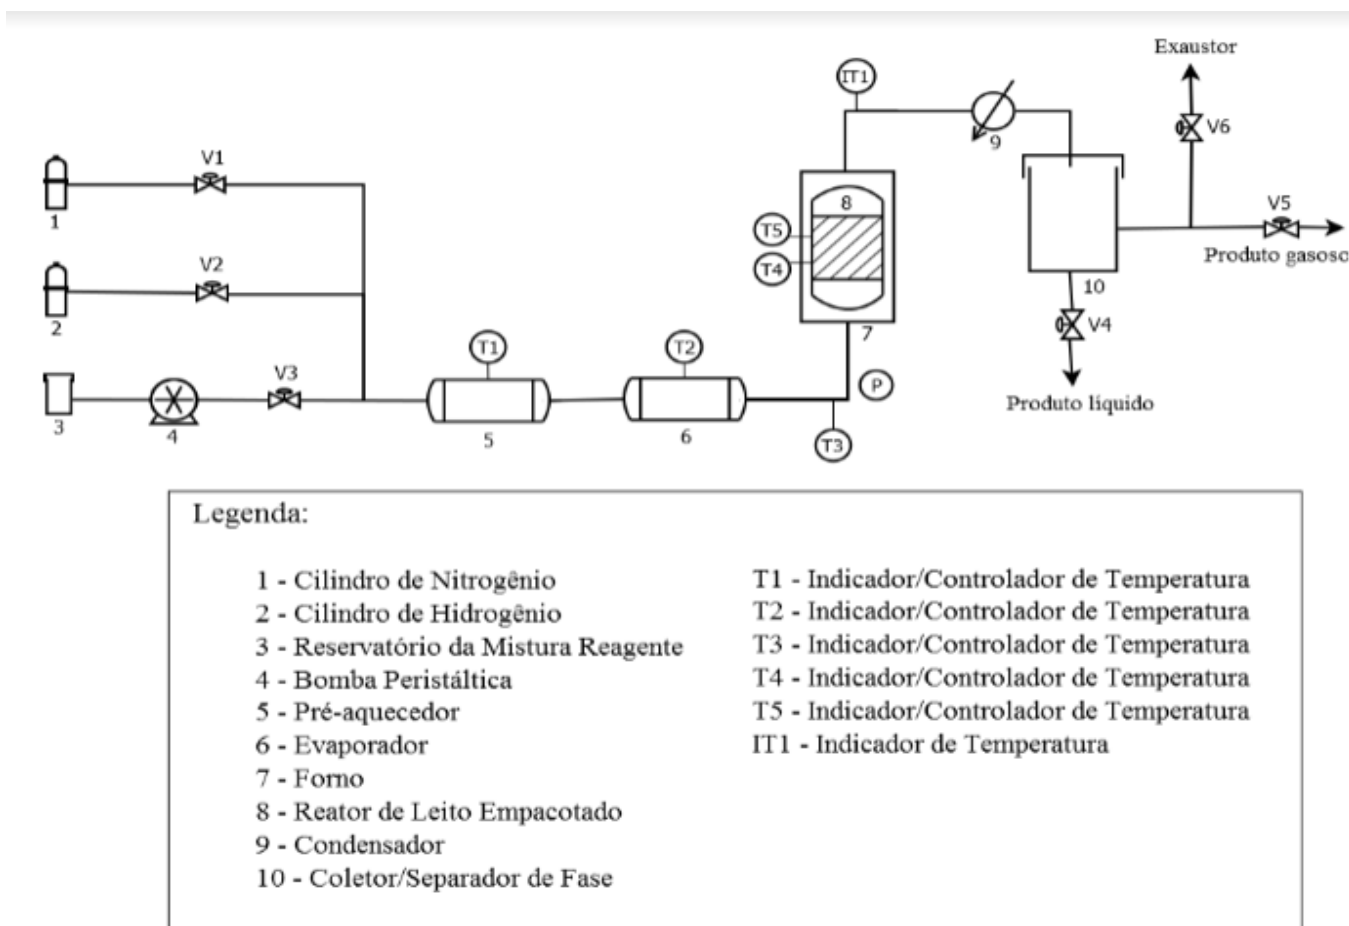 Exaustor
IT1
V6
9
V1
1
8
V5
T5
Produto gasoso
T4
V2
10
2
7
V4
T1
T2
V3
P
Produto líquido
3
4
5
6
T3
Legenda:
1 - Cilindro de Nitrogênio
2 - Cilindro de Hidrogênio
3 - Reservatório da Mistura Reagente
4 - Bomba Peristáltica
5 - Pré-aquecedor
6 - Evaporador
7 - Forno
8 - Reator de Leito Empacotado
9 - Condensador
10 - Coletor/Separador de Fase
T1 - Indicador/Controlador de Temperatura
T2 - Indicador/Controlador de Temperatura
T3 - Indicador/Controlador de Temperatura
T4 - Indicador/Controlador de Temperatura
T5 - Indicador/Controlador de Temperatura
IT1 - Indicador de Temperatura